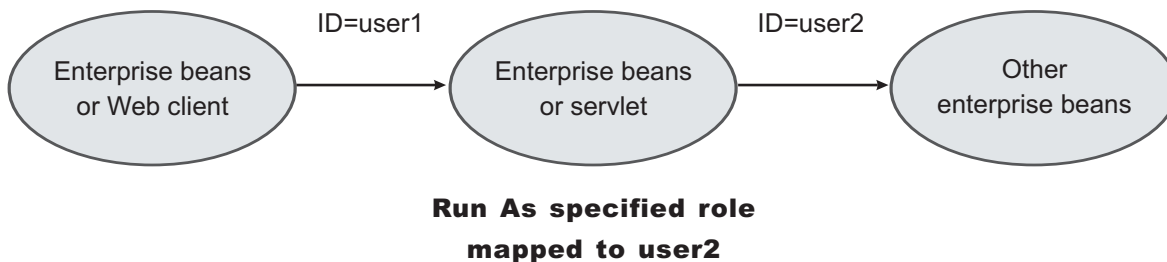 ID=user1
ID=user2
Enterprise beans
or Web client
Enterprise beans
or servlet
Other
enterprise beans
Run As specified role
mapped to user2